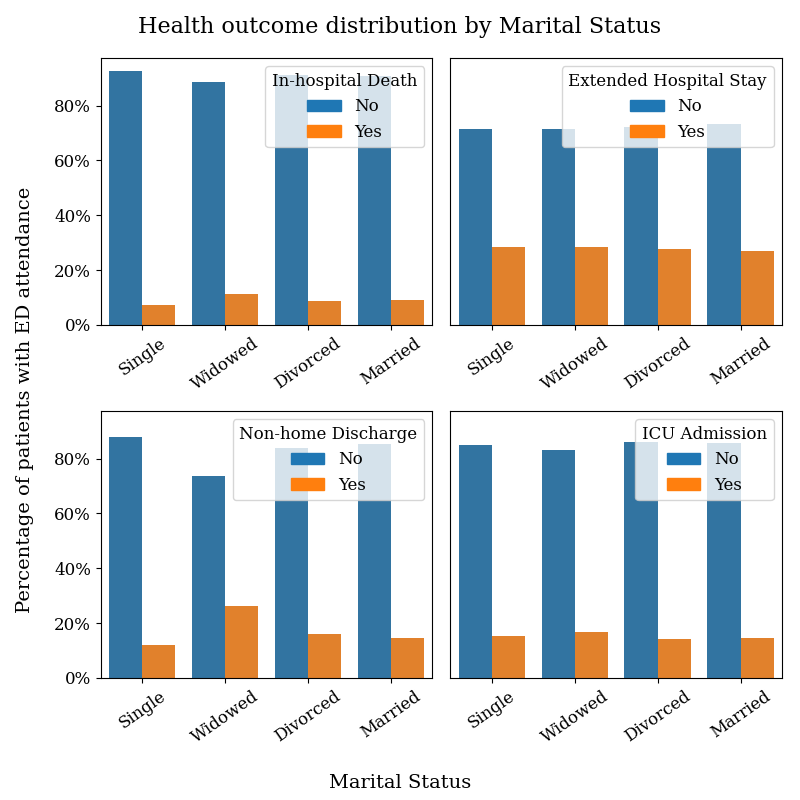 Health outcome distribution by Marital Status
Percentage of patients with ED attendance
80%
60%
40%
20%
0%
In-hospital Death
No
Yes
Single
Widowed
Divorced
Married
Extended Hospital Stay
No
Yes
Single
Widowed
Divorced
Married
80%
60%
40%
20%
0%
Non-home Discharge
No
Yes
Single
Widowed
Divorced
Married
ICU Admission
No
Yes
Single
Widowed
Divorced
Married
Marital Status